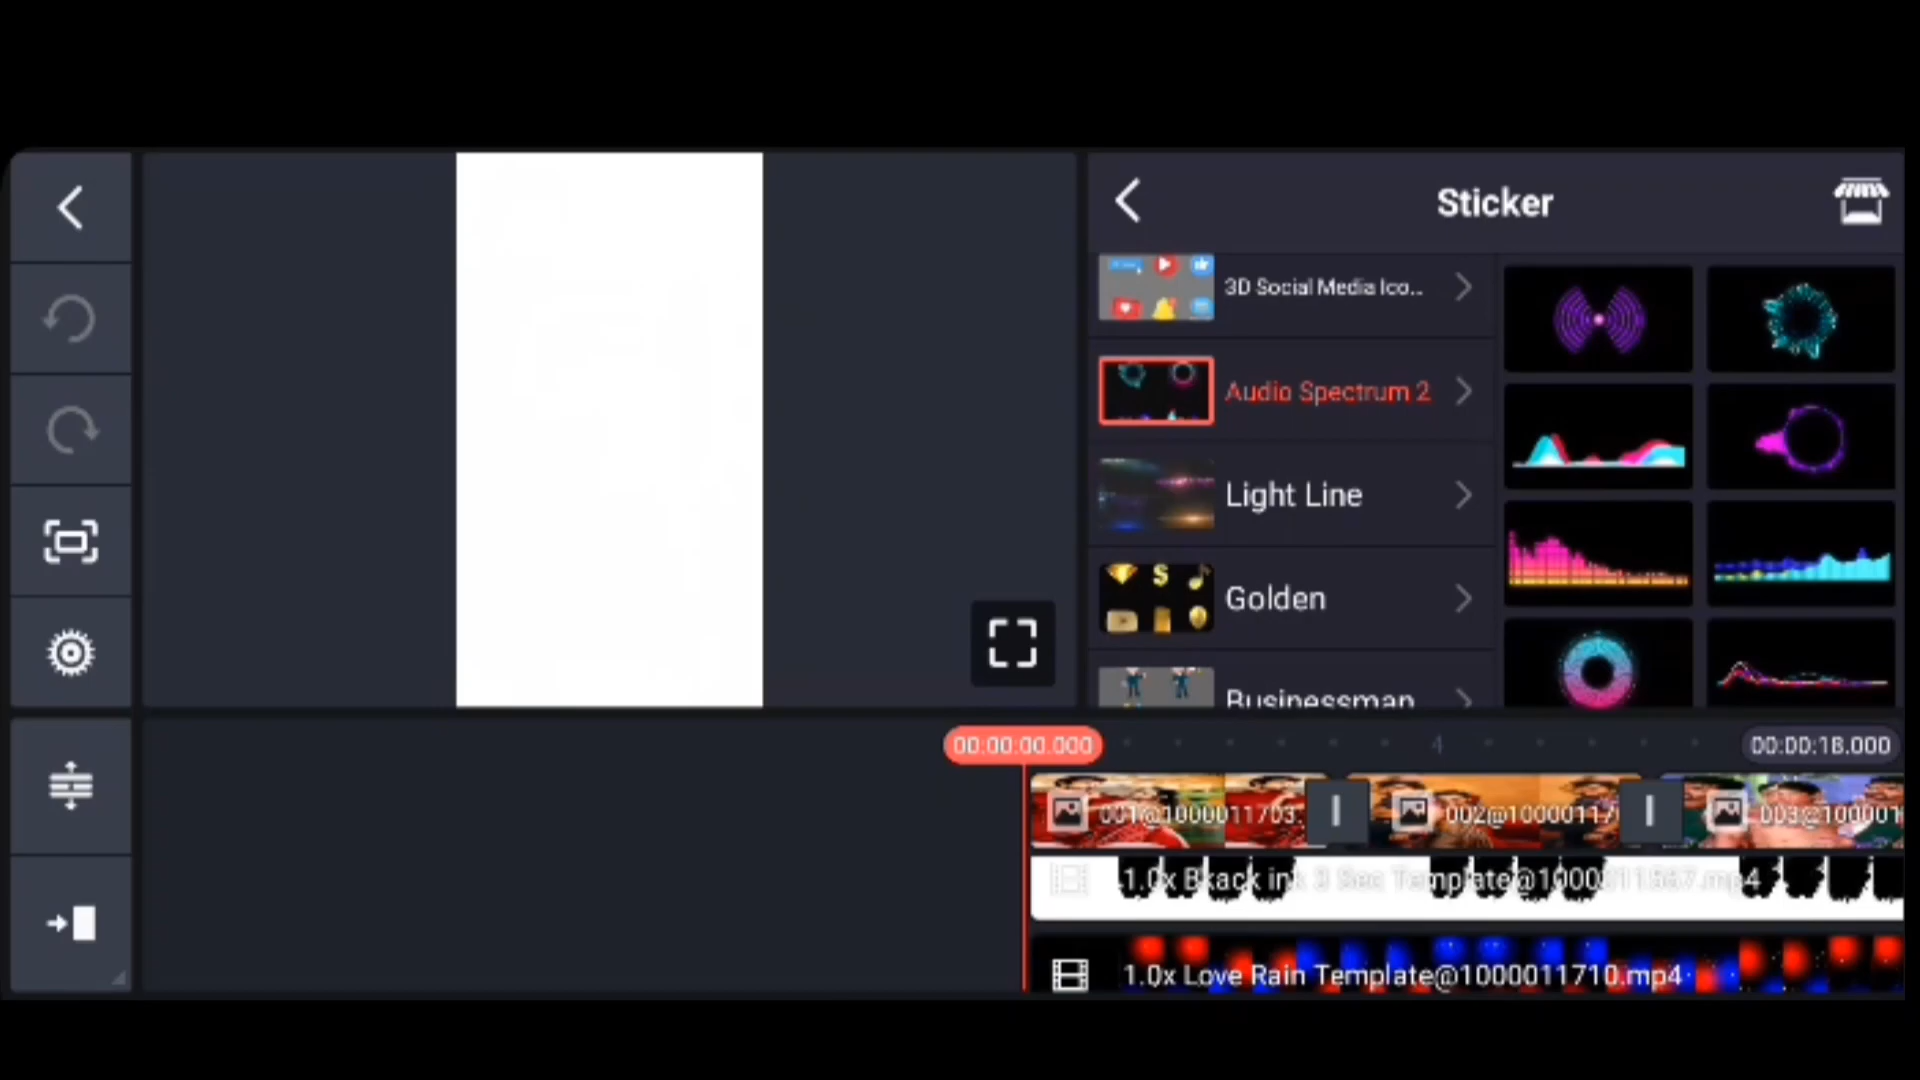 Sticker
3D Social Media Ico...
Audio Spectrum 2
Light Line
Golden
$
Businessman
00:00:00.000
4
00:00:18.000
001@1000011703.
002@10000117
003@100001
1.0x Bkack ink 3 Sec Template@1000011567.mp4
1.0x Love Rain Template@1000011710.mp4